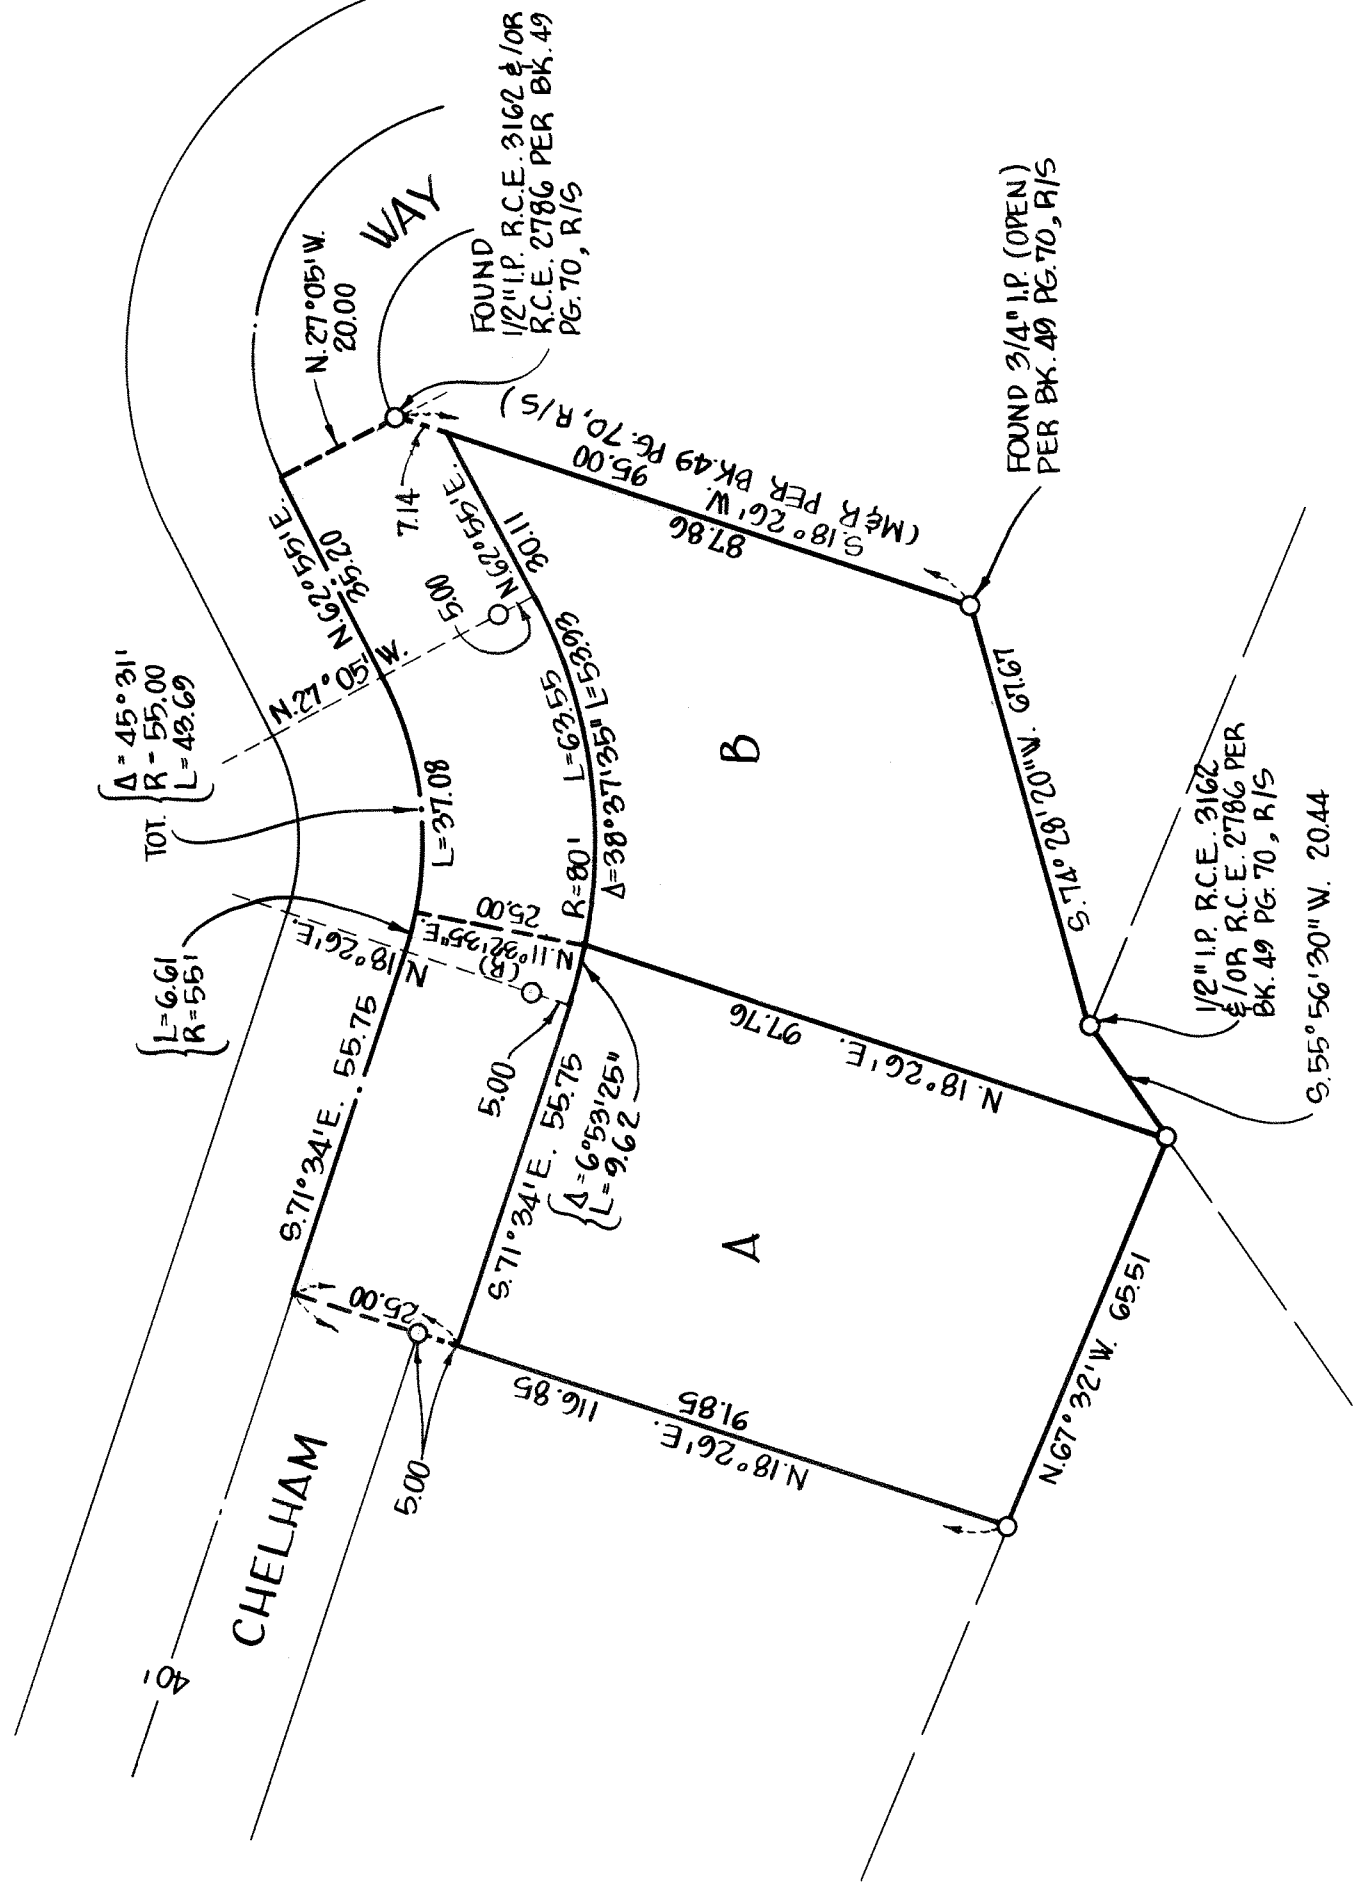 CHELHAM
WAY
40'
TOT.
Δ = 45°31'
R = 55.00
L = 43.69
L=6.61
R=55'
L=37.08
S.71°34'E. 55.75
N.62°55'E.
35.20
N.27°05'W.
20.00
N.27°05'W.
FOUND
1/2" I.P. R.C.E. 3162 &/OR
R.C.E. 2786 PER BK. 49
PG. 70, R/S
7.14
N.62°55'E.
30.11
5.00
N.18°26'E.
N.11°32'35"E.
(R)
25.00
R=80'
L=63.55
Δ=38°37'35" L=53.93
5.00
S.71°34'E. 55.75
Δ=6°53'25"
L=9.62
25.00
5.00
116.85
91.85
N.18°26'E.
A
97.76
N.18°26'E.
B
(M&R PER BK.49 PG.70, R/S)
95.00
S.18°26'W.
87.86
FOUND 3/4" I.P. (OPEN)
PER BK. 49 PG. 70, R/S
S.74°28'20"W. 67.67
1/2" I.P. R.C.E. 3162
&/OR R.C.E. 2786 PER
BK. 49 PG. 70, R/S
S.55°56'30"W. 20.44
N.67°32'W. 65.51